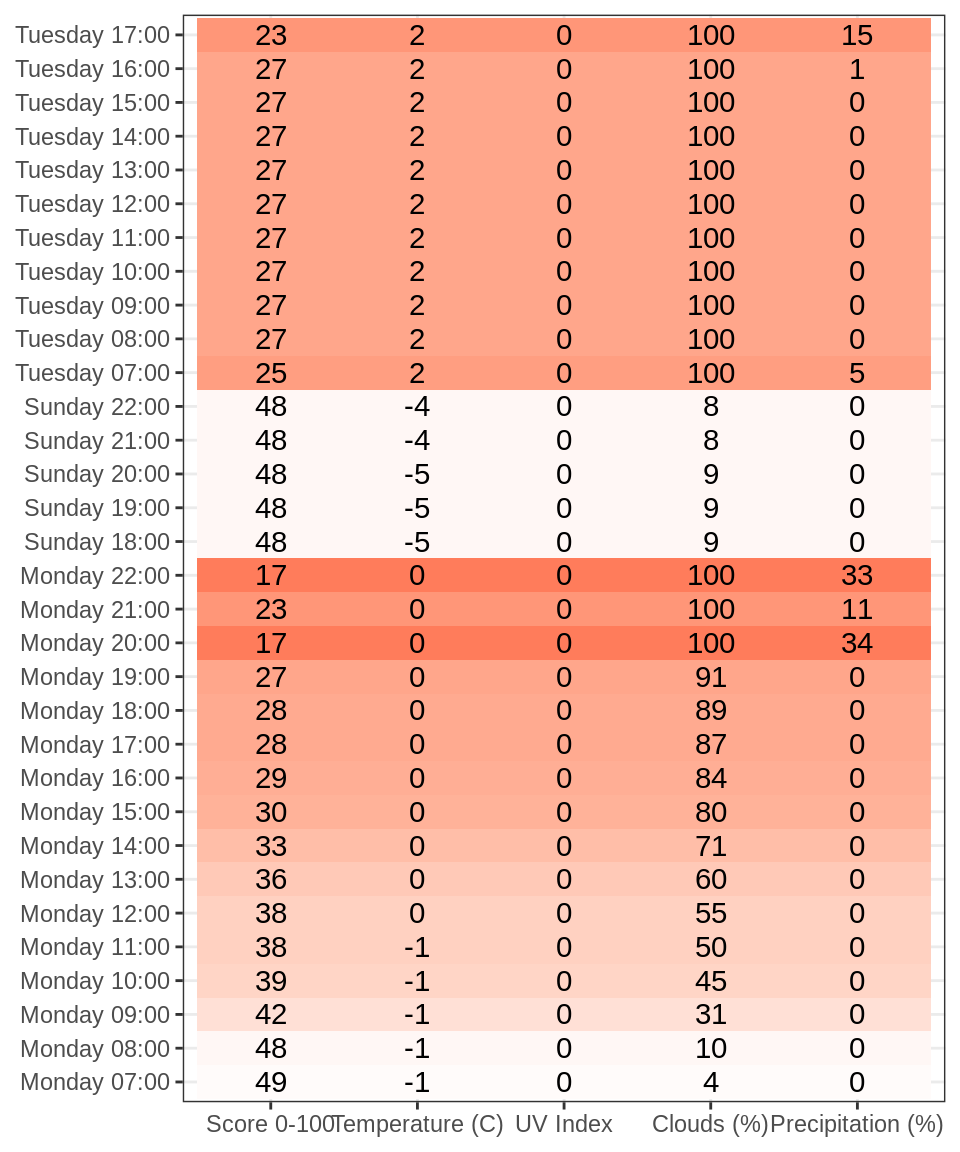 Tuesday 17:00 23 2 0 100 15
Tuesday 16:00 27 2 0 100 1
Tuesday 15:00 27 2 0 100 0
Tuesday 14:00 27 2 0 100 0
Tuesday 13:00 27 2 0 100 0
Tuesday 12:00 27 2 0 100 0
Tuesday 11:00 27 2 0 100 0
Tuesday 10:00 27 2 0 100 0
Tuesday 09:00 27 2 0 100 0
Tuesday 08:00 27 2 0 100 0
Tuesday 07:00 25 2 0 100 5
Sunday 22:00 48 -4 0 8 0
Sunday 21:00 48 -4 0 8 0
Sunday 20:00 48 -5 0 9 0
Sunday 19:00 48 -5 0 9 0
Sunday 18:00 48 -5 0 9 0
Monday 22:00 17 0 0 100 33
Monday 21:00 23 0 0 100 11
Monday 20:00 17 0 0 100 34
Monday 19:00 27 0 0 91 0
Monday 18:00 28 0 0 89 0
Monday 17:00 28 0 0 87 0
Monday 16:00 29 0 0 84 0
Monday 15:00 30 0 0 80 0
Monday 14:00 33 0 0 71 0
Monday 13:00 36 0 0 60 0
Monday 12:00 38 0 0 55 0
Monday 11:00 38 -1 0 50 0
Monday 10:00 39 -1 0 45 0
Monday 09:00 42 -1 0 31 0
Monday 08:00 48 -1 0 10 0
Monday 07:00 49 -1 0 4 0
Score 0-100 Temperature (C) UV Index Clouds (%) Precipitation (%)